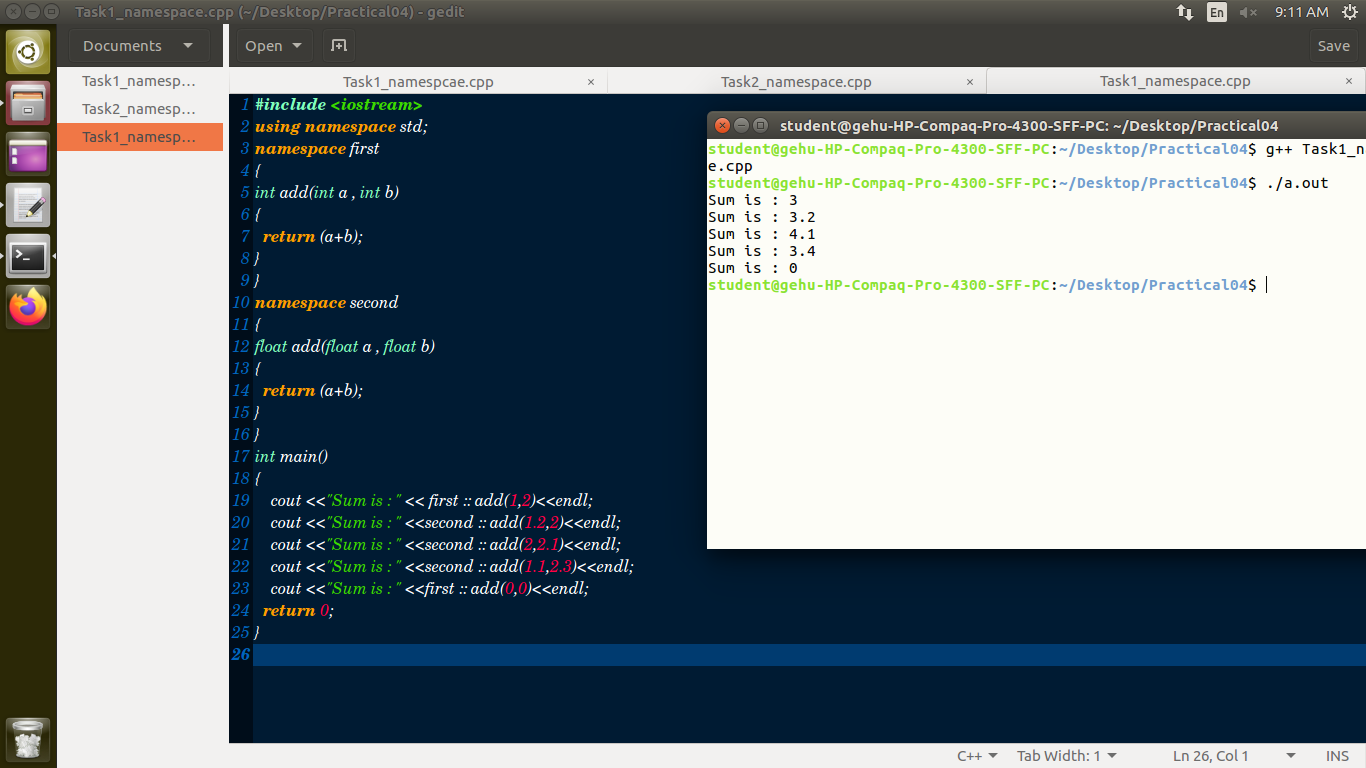 Task1_namespace.cpp (~/Desktop/Practical04) - gedit
En
9:11 AM
Documents
Open
Save
Task1_namesp...
Task2_namesp...
Task1_namesp...
Task1_namespcae.cpp ×
Task2_namespace.cpp ×
Task1_namespace.cpp ×
1 #include <iostream>
2 using namespace std;
3 namespace first
4 {
5 int add(int a , int b)
6 {
7   return (a+b);
8 }
9 }
10 namespace second
11 {
12 float add(float a , float b)
13 {
14   return (a+b);
15 }
16 }
17 int main()
18 {
19    cout <<"Sum is : " << first :: add(1,2)<<endl;
20    cout <<"Sum is : " <<second :: add(1.2,2)<<endl;
21    cout <<"Sum is : " <<second :: add(2,2.1)<<endl;
22    cout <<"Sum is : " <<second :: add(1.1,2.3)<<endl;
23    cout <<"Sum is : " <<first :: add(0,0)<<endl;
24   return 0;
25 }
26
student@gehu-HP-Compaq-Pro-4300-SFF-PC: ~/Desktop/Practical04
student@gehu-HP-Compaq-Pro-4300-SFF-PC:~/Desktop/Practical04$ g++ Task1_n
e.cpp
student@gehu-HP-Compaq-Pro-4300-SFF-PC:~/Desktop/Practical04$ ./a.out
Sum is : 3
Sum is : 3.2
Sum is : 4.1
Sum is : 3.4
Sum is : 0
student@gehu-HP-Compaq-Pro-4300-SFF-PC:~/Desktop/Practical04$
C++
Tab Width: 1
Ln 26, Col 1
INS